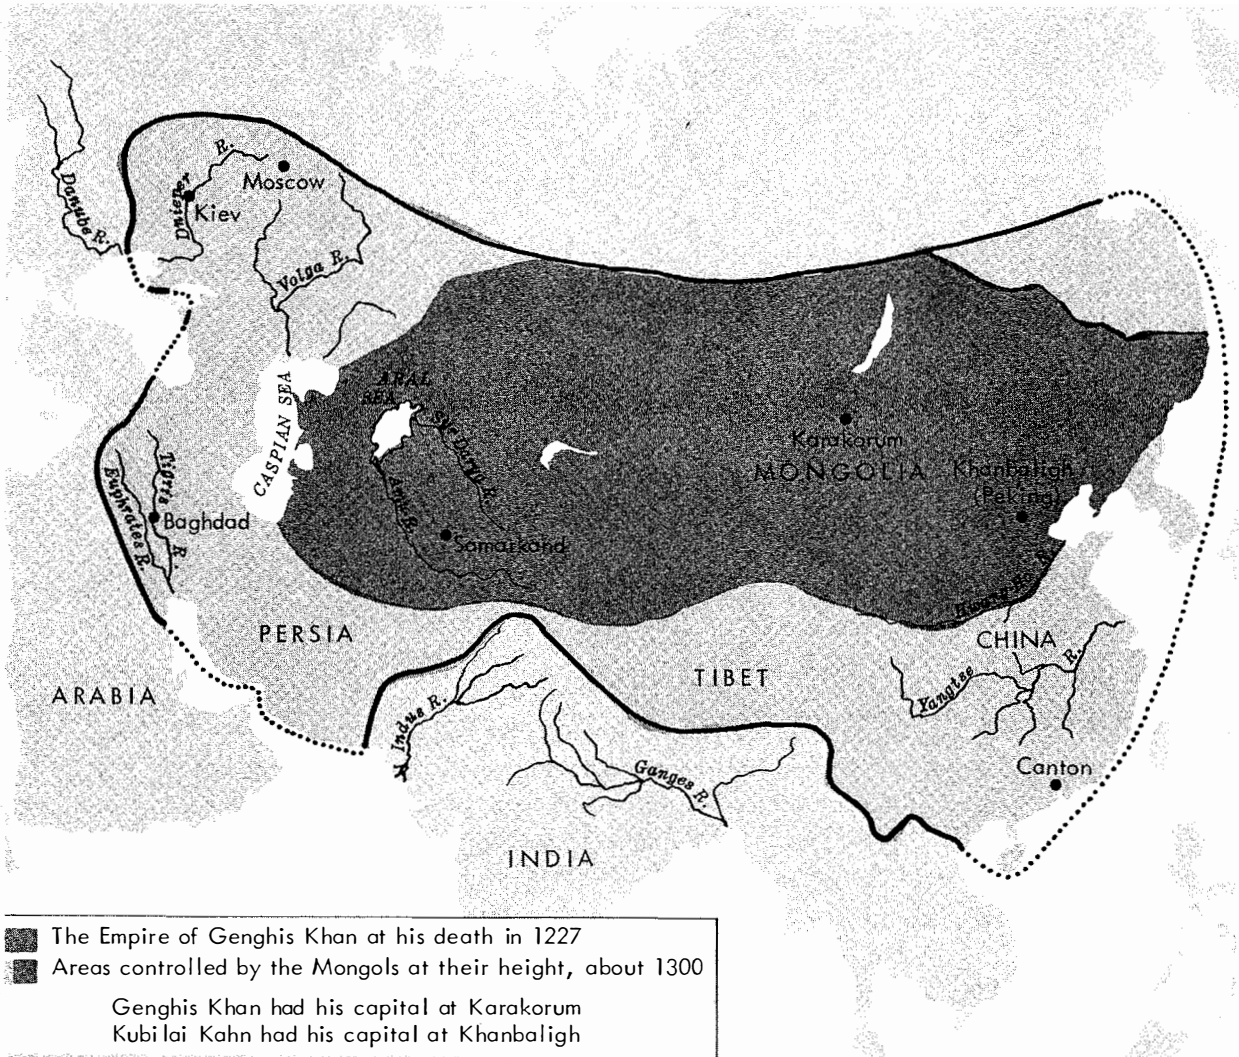 R.
Moscow
Dnieper
Kiev
Danube R.
Volga R.
CASPIAN SEA
ARAL
SEA
Syr Darya R.
Karakorum
MONGOLIA
Khanbaligh
(Peking)
Tigris
R.
Euphrates R.
Baghdad
Amu R.
Samarkand
Hwang Ho R.
PERSIA
CHINA
TIBET
Yangtse
R.
ARABIA
Indus R.
Ganges R.
Canton
INDIA
The Empire of Genghis Khan at his death in 1227
Areas controlled by the Mongols at their height, about 1300
Genghis Khan had his capital at Karakorum
Kubilai Kahn had his capital at Khanbaligh